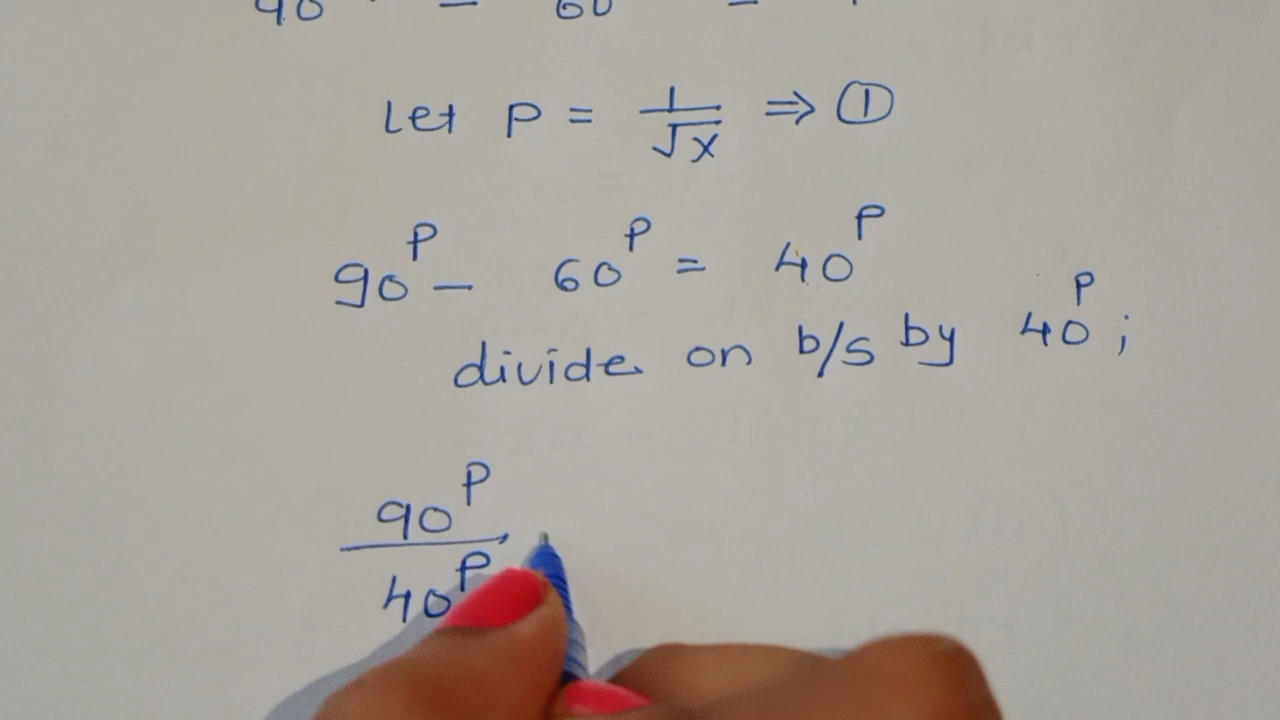 Let P = 1/√x ⇒ ①
90^P - 60^P = 40^P
divide on b/s by 40^P;
90^P / 40^P